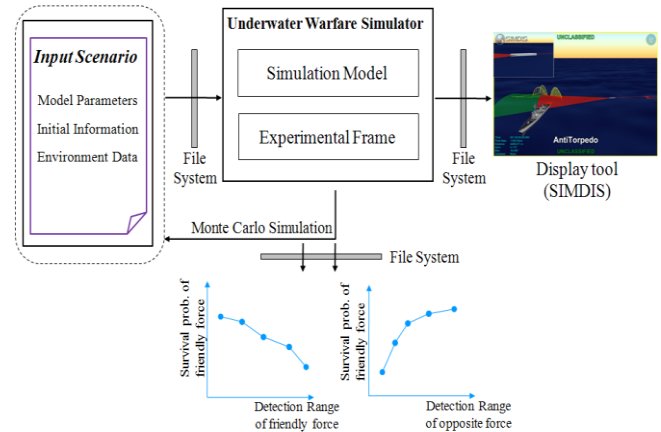 Input Scenario
Model Parameters
Initial Information
Environment Data
File
System
Underwater Warfare Simulator
Simulation Model
Experimental Frame
File
System
SIMDIS
UNCLASSIFIED
AntiTorpedo
UNCLASSIFIED
Display tool
(SIMDIS)
Monte Carlo Simulation
File System
Survival prob. of
friendly force
Detection Range
of friendly force
Survival prob. of
friendly force
Detection Range
of opposite force